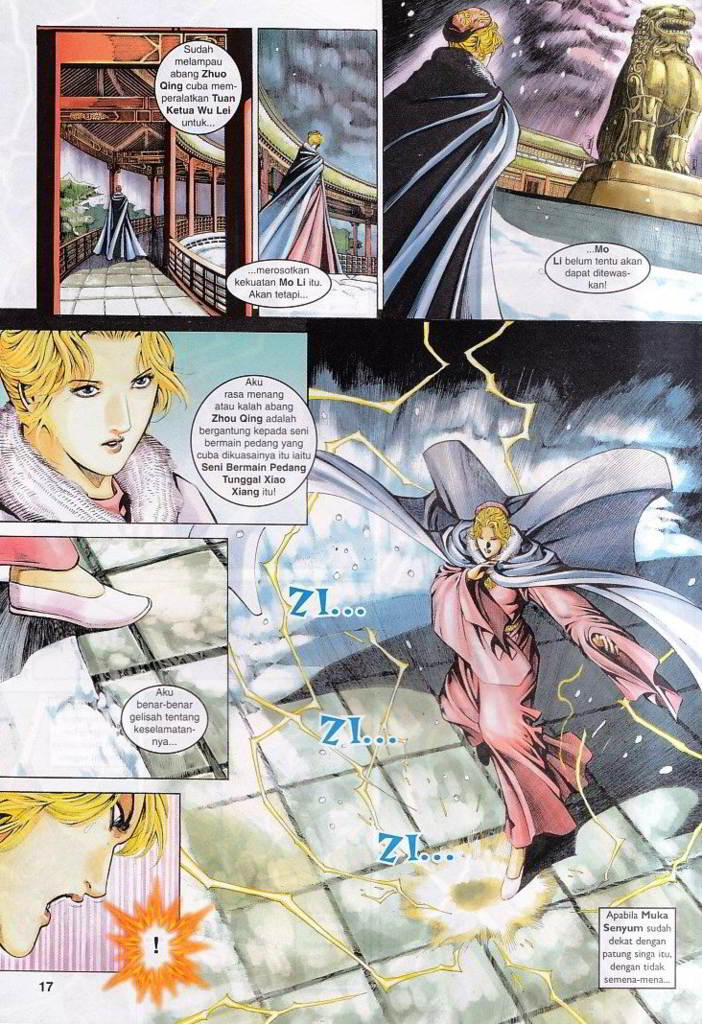 Sudah
melampau
abang Zhuo
Qing cuba mem-
peralatkan Tuan
Ketua Wu Lei
untuk...
...merosotkan
kekuatan Mo Li itu.
Akan tetapi...
...Mo
Li belum tentu akan
dapat ditewas-
kan!
Aku
rasa menang
atau kalah abang
Zhou Qing adalah
bergantung kepada seni
bermain pedang yang
cuba dikuasainya itu iaitu
Seni Bermain Pedang
Tunggal Xiao
Xiang itu!
ZI...
ZI...
ZI...
Aku
benar-benar
gelisah tentang
keselamatan-
nya...
!
Apabila Muka
Senyum sudah
dekat dengan
patung singa itu,
dengan tidak
semena-mena...
17